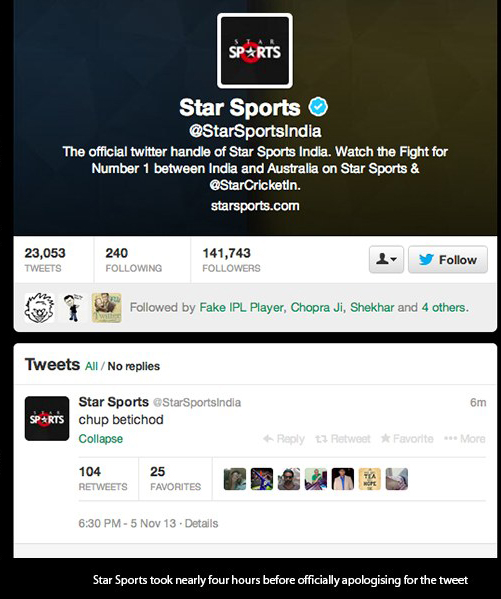 STAR
SPORTS
Star Sports
@StarSportsIndia
The official twitter handle of Star Sports India. Watch the Fight for
Number 1 between India and Australia on Star Sports &
@StarCricketIn.
starsports.com
23,053 240 141,743
TWEETS FOLLOWING FOLLOWERS
Follow
Followed by Fake IPL Player, Chopra Ji, Shekhar and 4 others.
Tweets All / No replies
STAR
SPORTS
Star Sports @StarSportsIndia 6m
chup betichod
Collapse Reply Retweet Favorite More
104 25
RETWEETS FAVORITES
TEA
HOPE
6:30 PM - 5 Nov 13 · Details
Star Sports took nearly four hours before officially apologising for the tweet